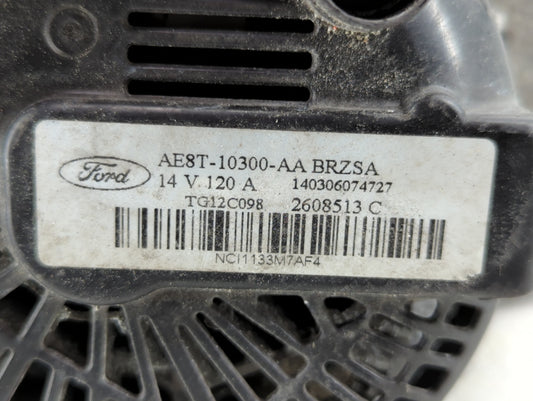 Ford
AE8T-10300-AA BRZSA
14 V 120 A 140306074727
TG12C098 2608513 C
NCI1133M7AF4